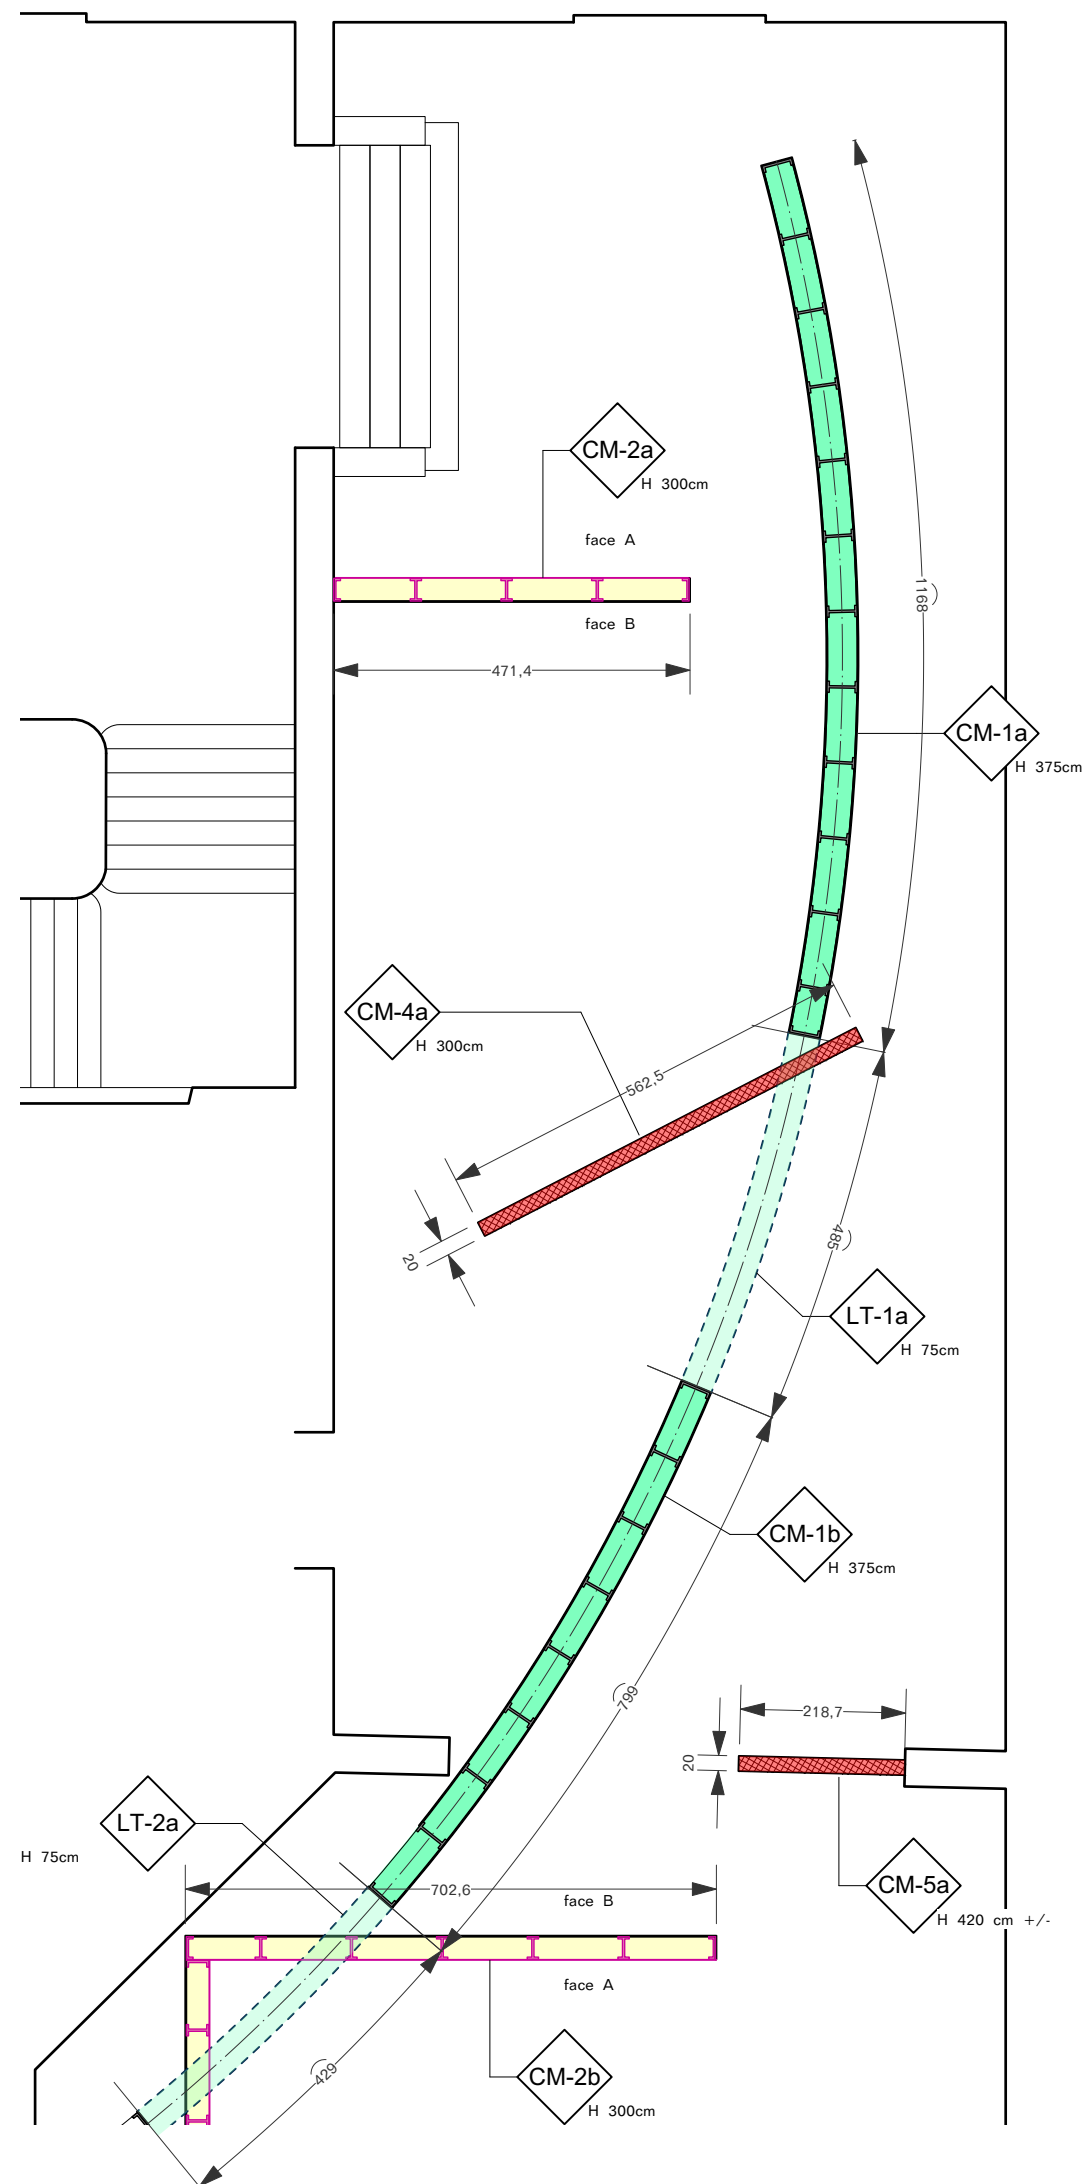 CM-2a
H 300cm
face A
1168
face B
471,4
CM-1a
H 375cm
CM-4a
H 300cm
562,5
20
485
LT-1a
H 75cm
CM-1b
H 375cm
799
218,7
20
LT-2a
H 75cm
CM-5a
702,6
face B
H 420 cm +/-
face A
429
CM-2b
H 300cm